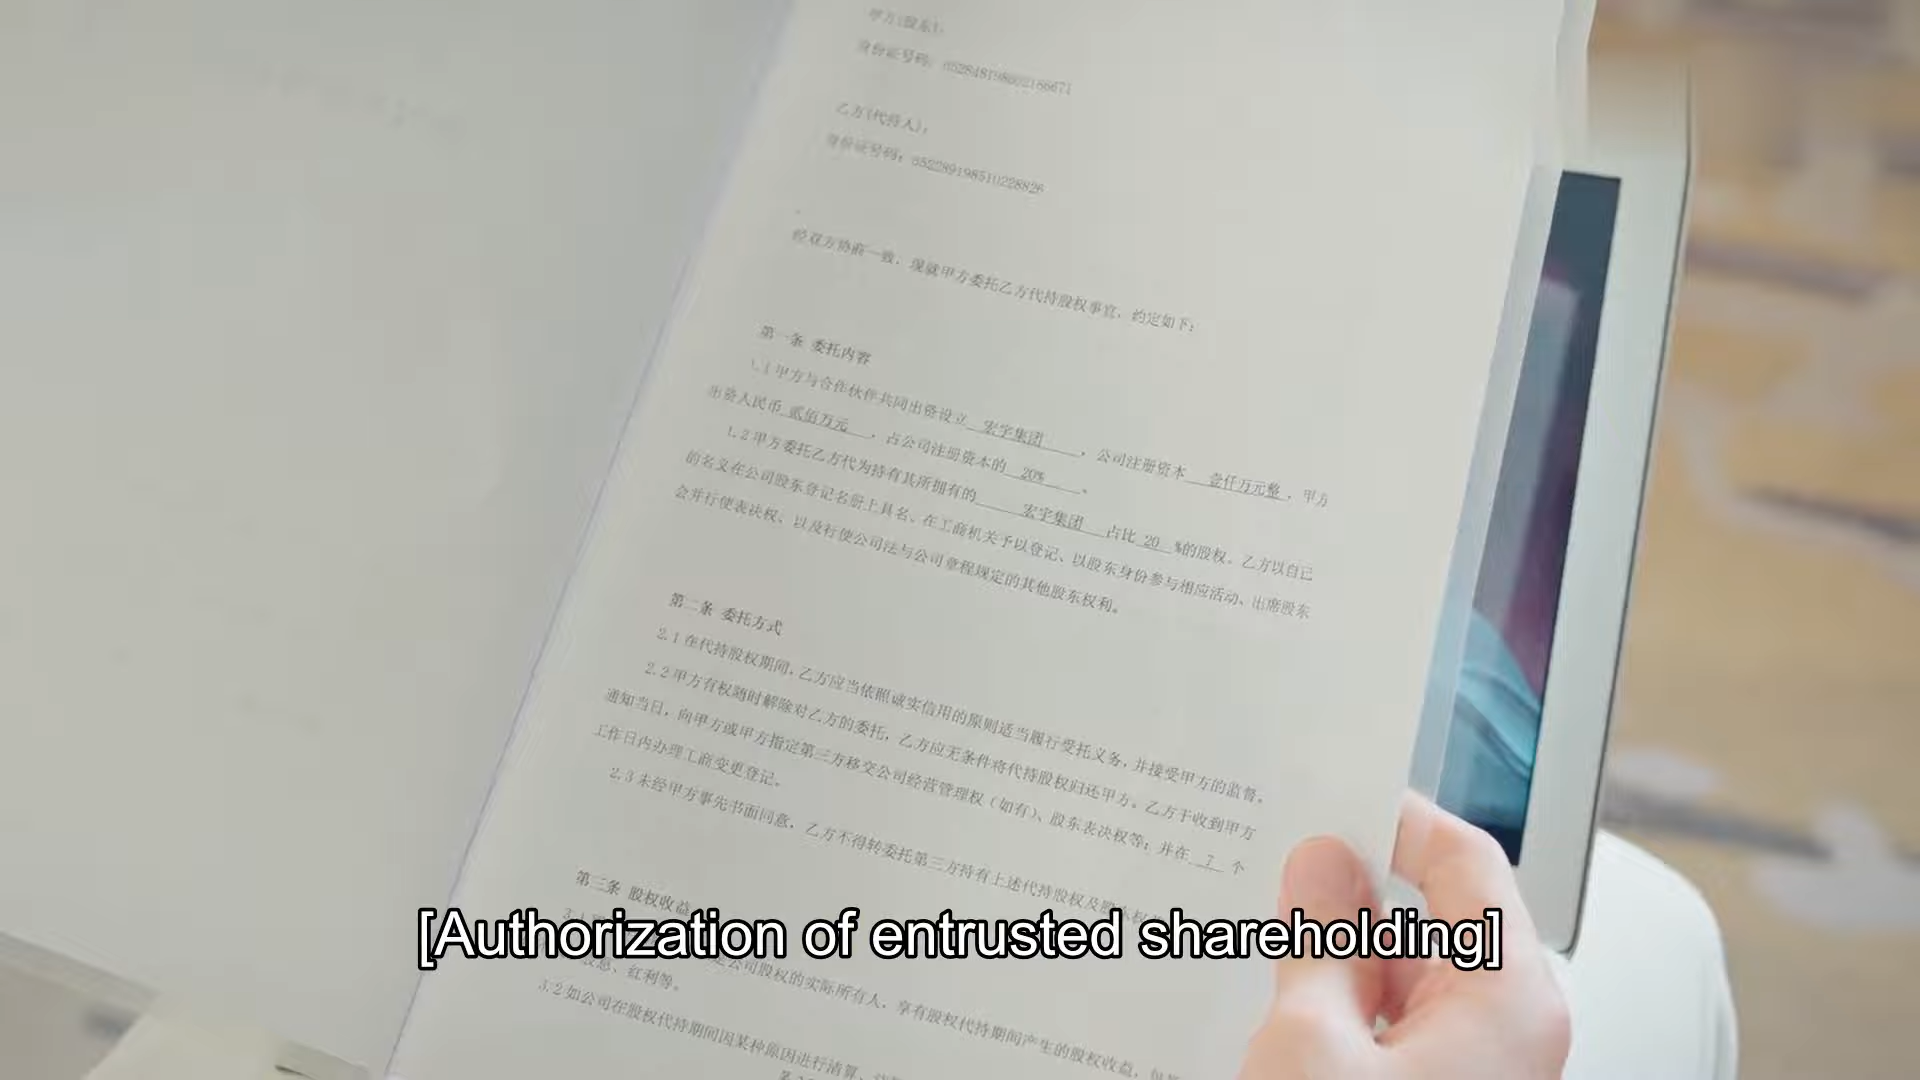 甲方(股东):
身份证号码: 652848198602166671
乙方(代持人):
身份证号码: 652289198510228826
经双方协商一致,现就甲方委托乙方代持股权事宜,约定如下:
第一条 委托内容
1.1甲方与合作伙伴共同出资设立 宏宇集团 ,公司注册资本 壹仟万元整 ,甲方
出资人民币 贰佰万元 ,占公司注册资本的 20% 。
1.2甲方委托乙方代为持有其所拥有的 宏宇集团 占比 20 %的股权。乙方以自己
的名义在公司股东登记名册上具名、在工商机关予以登记、以股东身份参与相应活动、出席股东
会并行使表决权、以及行使公司法与公司章程规定的其他股东权利。
第二条 委托方式
2.1在代持股权期间,乙方应当依照诚实信用的原则适当履行受托义务,并接受甲方的监督。
2.2甲方有权随时解除对乙方的委托,乙方应无条件将代持股权归还甲方。乙方于收到甲方
通知当日,向甲方或甲方指定第三方移交公司经营管理权(如有)、股东表决权等;并在 7 个
工作日内办理工商变更登记。
2.3未经甲方事先书面同意,乙方不得转委托第三方持有上述代持股权及股东权
第三条 股权收益
3.1 公司股权的实际所有人,享有股权代持期间产生的股权收益,
股息、红利等。
3.2如公司在股权代持期间因某种原因进行清算、
[Authorization of entrusted shareholding]